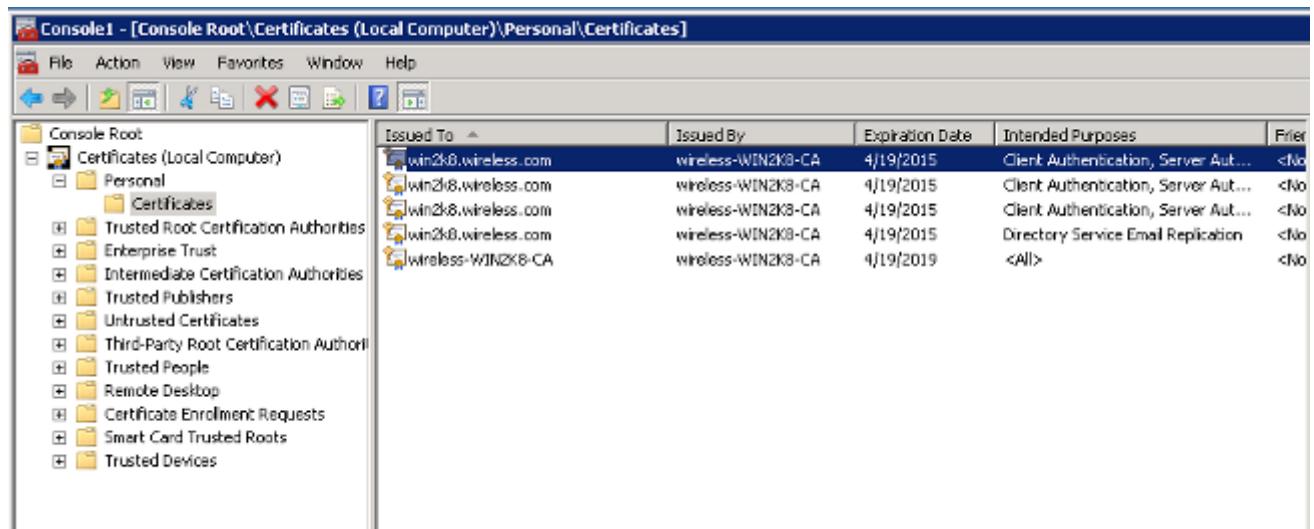 Console1 - [Console Root\Certificates (Local Computer)\Personal\Certificates]
File Action View Favorites Window Help
Console Root
Certificates (Local Computer)
Personal
Certificates
Trusted Root Certification Authorities
Enterprise Trust
Intermediate Certification Authorities
Trusted Publishers
Untrusted Certificates
Third-Party Root Certification Authori
Trusted People
Remote Desktop
Certificate Enrollment Requests
Smart Card Trusted Roots
Trusted Devices
Issued To Issued By Expiration Date Intended Purposes Frien
win2k8.wireless.com wireless-WIN2K8-CA 4/19/2015 Client Authentication, Server Aut... <No
win2k8.wireless.com wireless-WIN2K8-CA 4/19/2015 Client Authentication, Server Aut... <No
win2k8.wireless.com wireless-WIN2K8-CA 4/19/2015 Client Authentication, Server Aut... <No
win2k8.wireless.com wireless-WIN2K8-CA 4/19/2015 Directory Service Email Replication <No
wireless-WIN2K8-CA wireless-WIN2K8-CA 4/19/2019 <All> <No